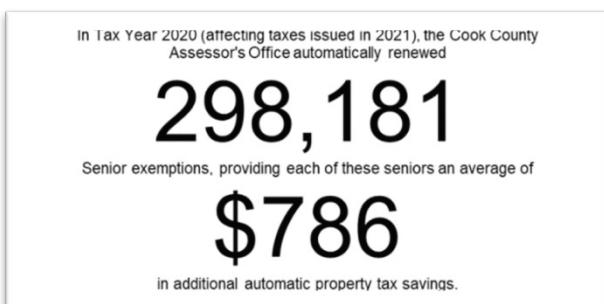 In Tax Year 2020 (affecting taxes issued in 2021), the Cook County
Assessor's Office automatically renewed
298,181
Senior exemptions, providing each of these seniors an average of
$786
in additional automatic property tax savings.